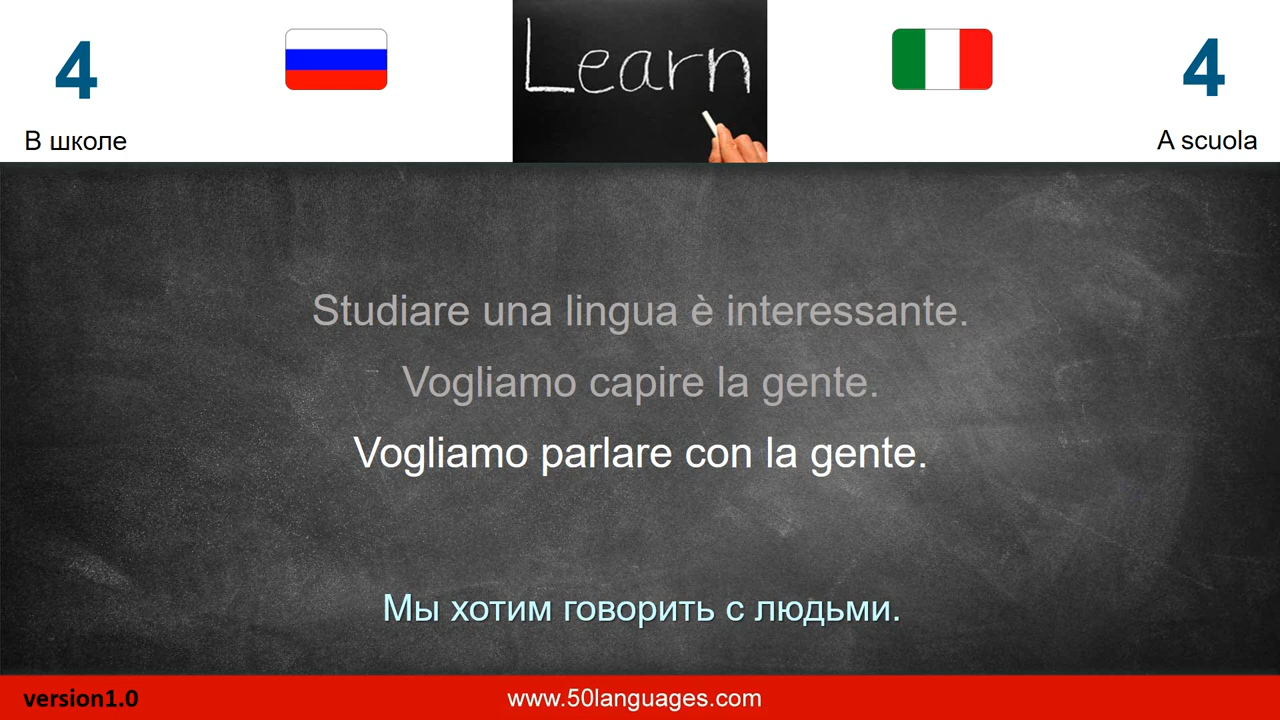 4
Learn
4
В школе
A scuola
Studiare una lingua è interessante.
Vogliamo capire la gente.
Vogliamo parlare con la gente.
Мы хотим говорить с людьми.
version1.0
www.50languages.com